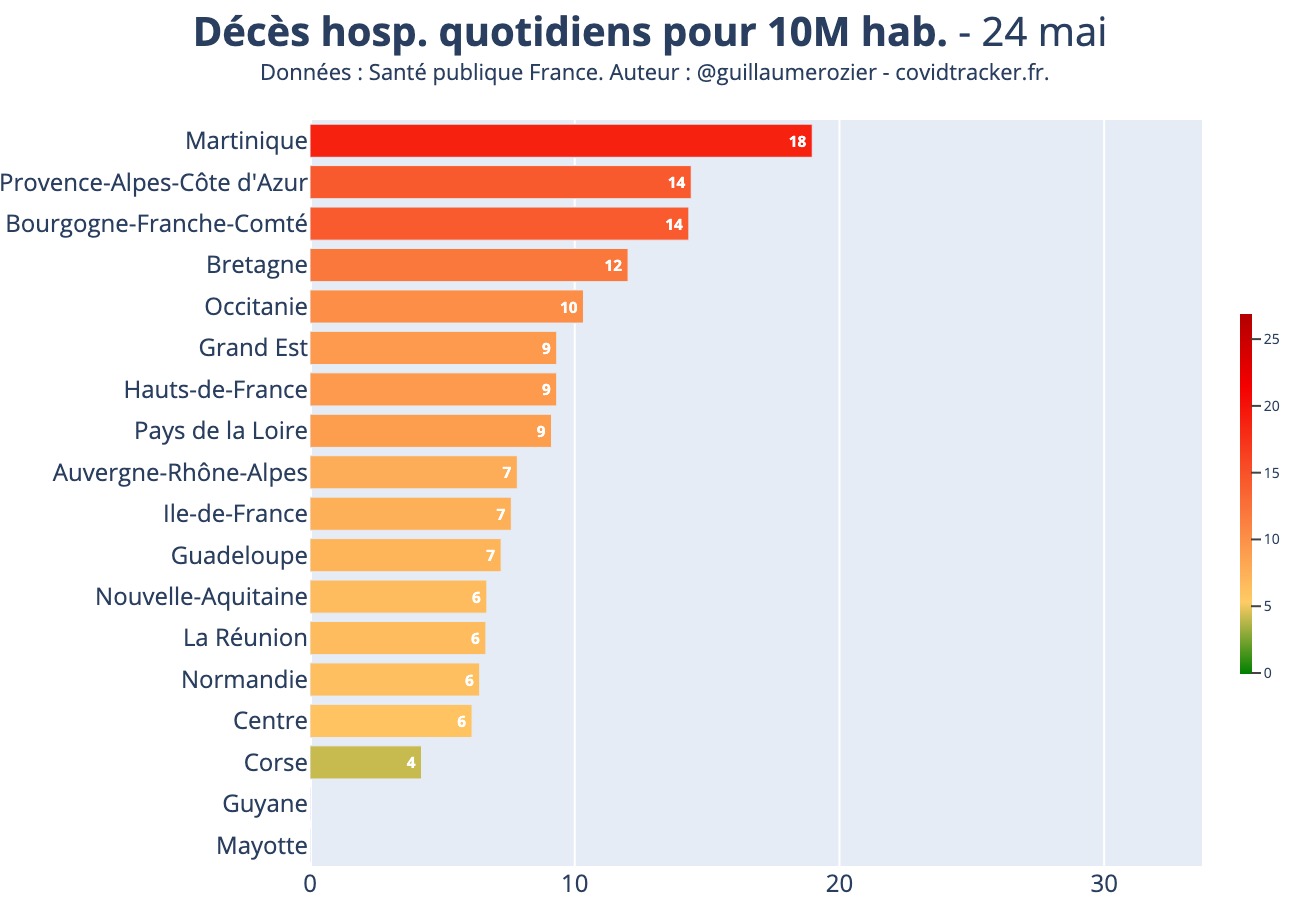 Décès hosp. quotidiens pour 10M hab. - 24 mai
Données : Santé publique France. Auteur : @guillaumerozier - covidtracker.fr.
Martinique 18
Provence-Alpes-Côte d'Azur 14
Bourgogne-Franche-Comté 14
Bretagne 12
Occitanie 10
Grand Est 9
Hauts-de-France 9
Pays de la Loire 9
Auvergne-Rhône-Alpes 7
Ile-de-France 7
Guadeloupe 7
Nouvelle-Aquitaine 6
La Réunion 6
Normandie 6
Centre 6
Corse 4
Guyane
Mayotte
0 10 20 30
25
20
15
10
5
0